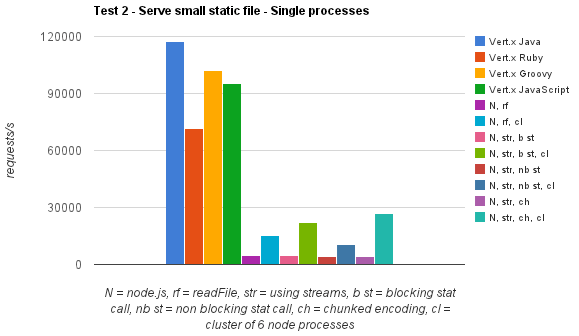 Test 2 - Serve small static file - Single processes
120000
90000
60000
30000
0
requests/s
Vert.x Java
Vert.x Ruby
Vert.x Groovy
Vert.x JavaScript
N, rf
N, rf, cl
N, str, b st
N, str, b st, cl
N, str, nb st
N, str, nb st, cl
N, str, ch
N, str, ch, cl
N = node.js, rf = readFile, str = using streams, b st = blocking stat
call, nb st = non blocking stat call, ch = chunked encoding, cl =
cluster of 6 node processes